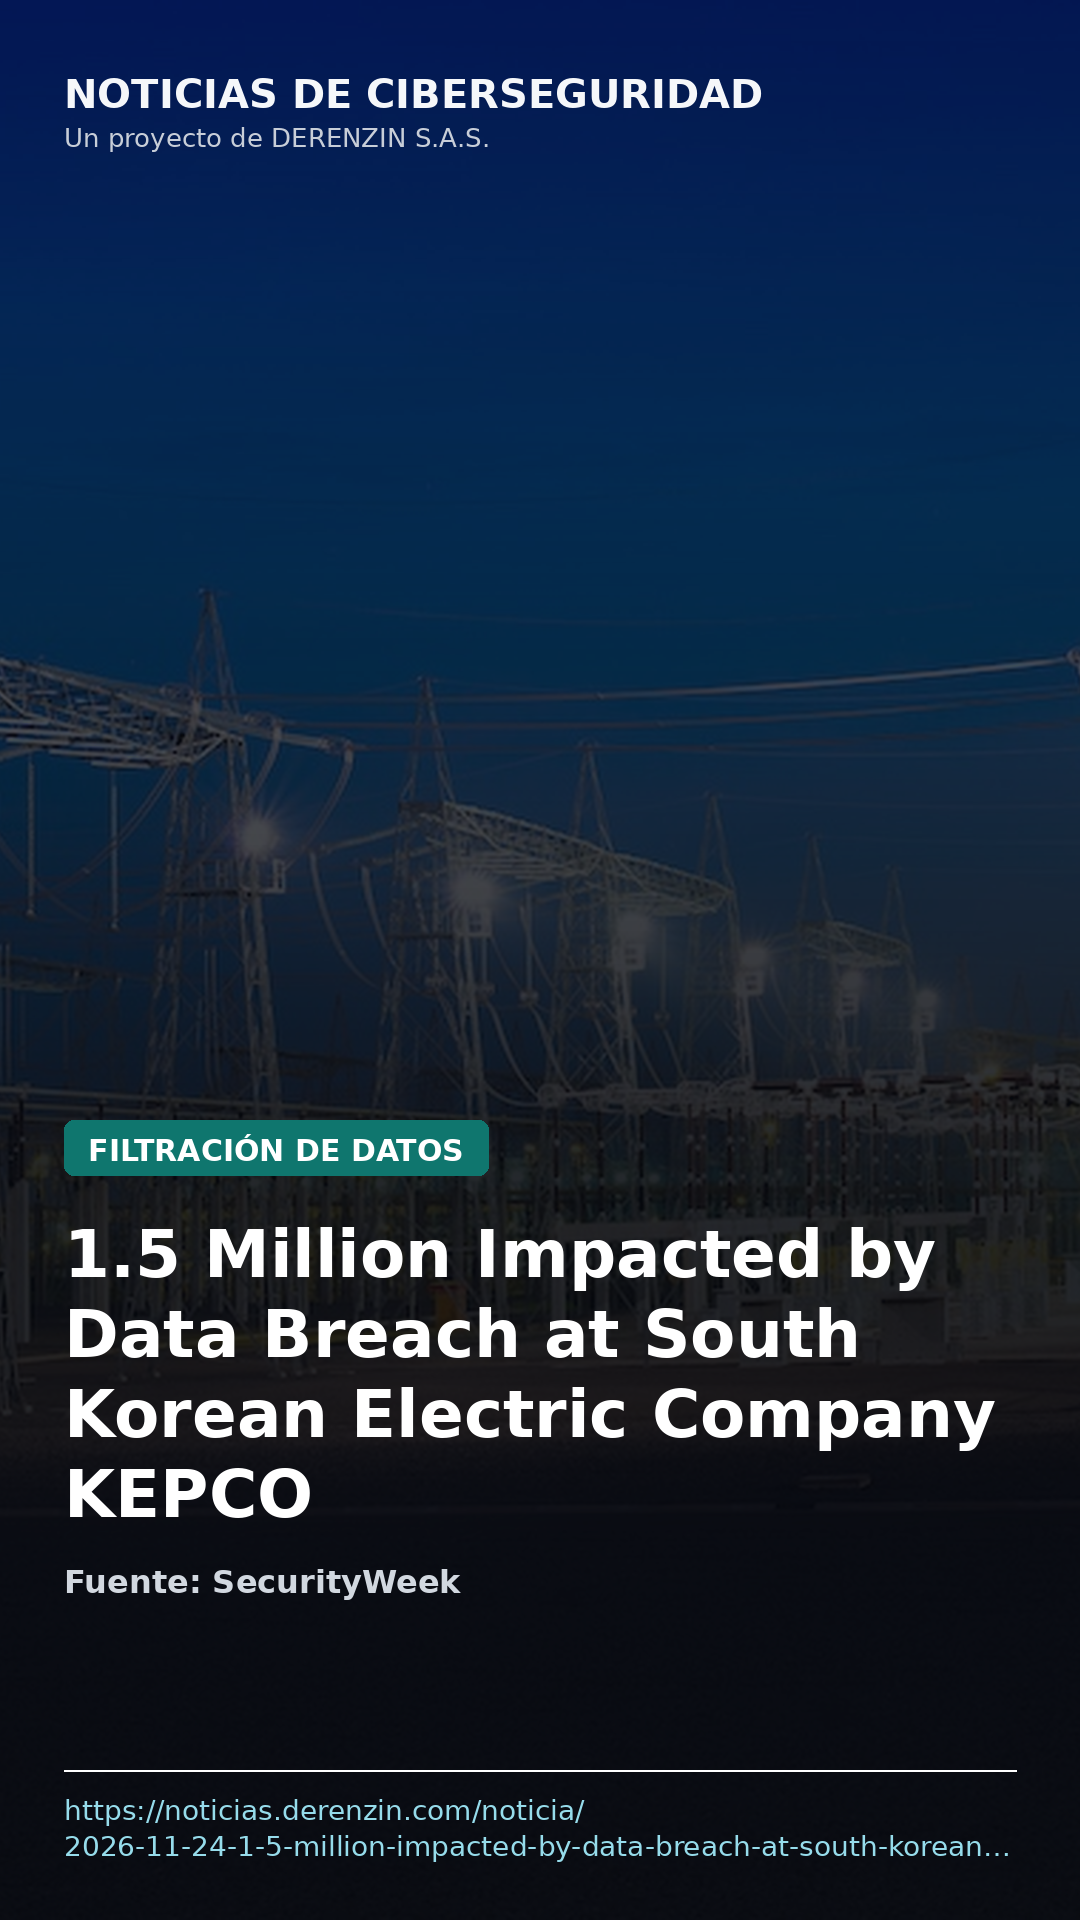 NOTICIAS DE CIBERSEGURIDAD
Un proyecto de DERENZIN S.A.S.
FILTRACIÓN DE DATOS
1.5 Million Impacted by
Data Breach at South
Korean Electric Company
KEPCO
Fuente: SecurityWeek
https://noticias.derenzin.com/noticia/
2026-11-24-1-5-million-impacted-by-data-breach-at-south-korean…